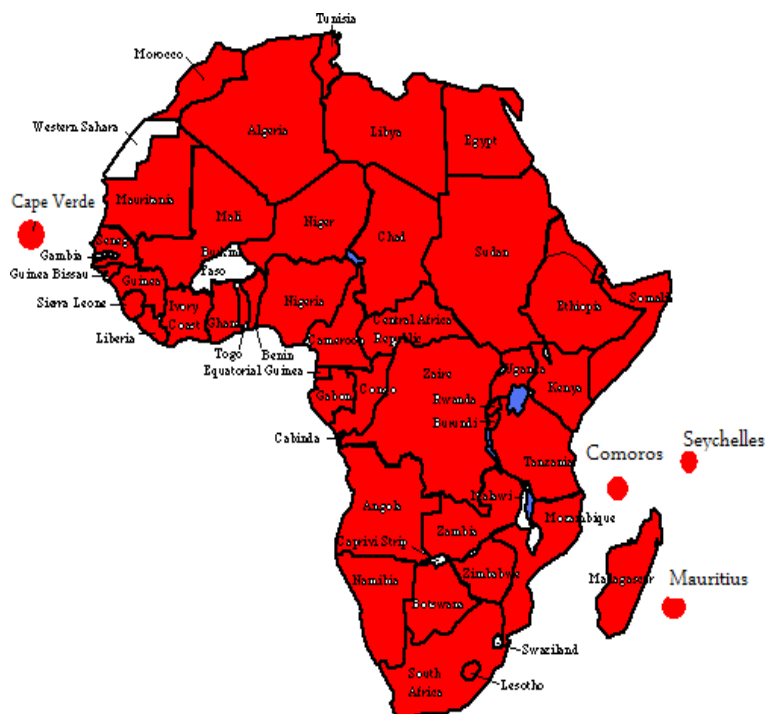 Tunisia
Morocco
Western Sahara
Algeria
Libya
Egypt
Mauritania
Cape Verde
Mali
Niger
Chad
Sudan
Senegal
Gambia
Burkina
Paso
Guinea Bissau
Guinea
Nigeria
Ethiopia
Somalia
Sierra Leone
Ivory
Coast
Ghana
Central Africa
Republic
Liberia
Cameroon
Togo
Benin
Equatorial Guinea
Zaire
Uganda
Kenya
Gabon
Congo
Rwanda
Burundi
Cabinda
Tanzania
Comoros
Seychelles
Malawi
Angola
Mozambique
Zambia
Caprivi Strip
Zimbabwe
Namibia
Madagascar
Mauritius
Botswana
Swaziland
South
Africa
Lesotho